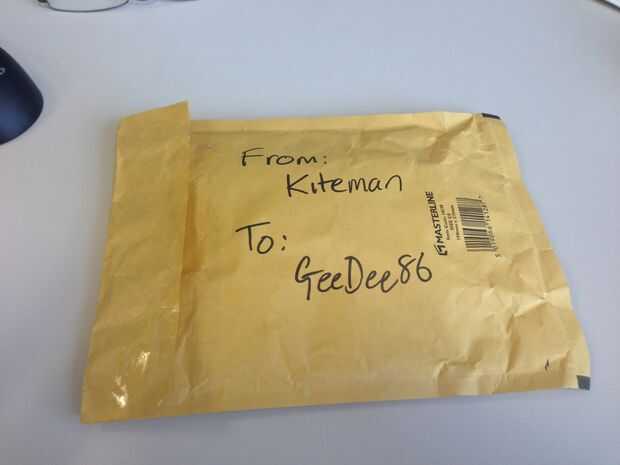 From:
Kiteman
To:
GeeDee86
MASTERLINE